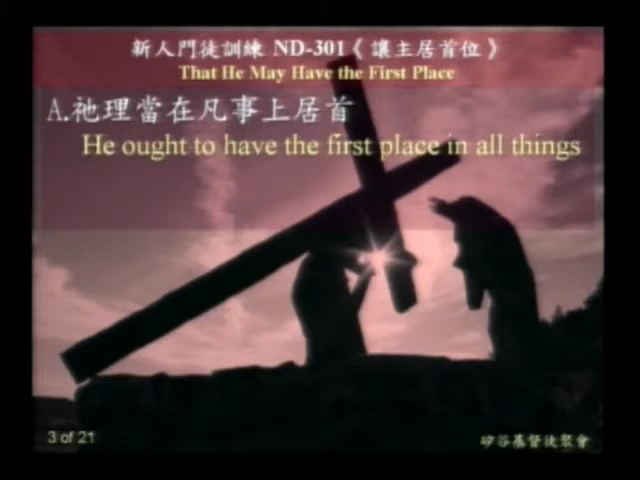 新人門徒訓練 ND-301《讓主居首位》
That He May Have the First Place
A.祂理當在凡事上居首
He ought to have the first place in all things
3 of 21
矽谷基督徒聚會